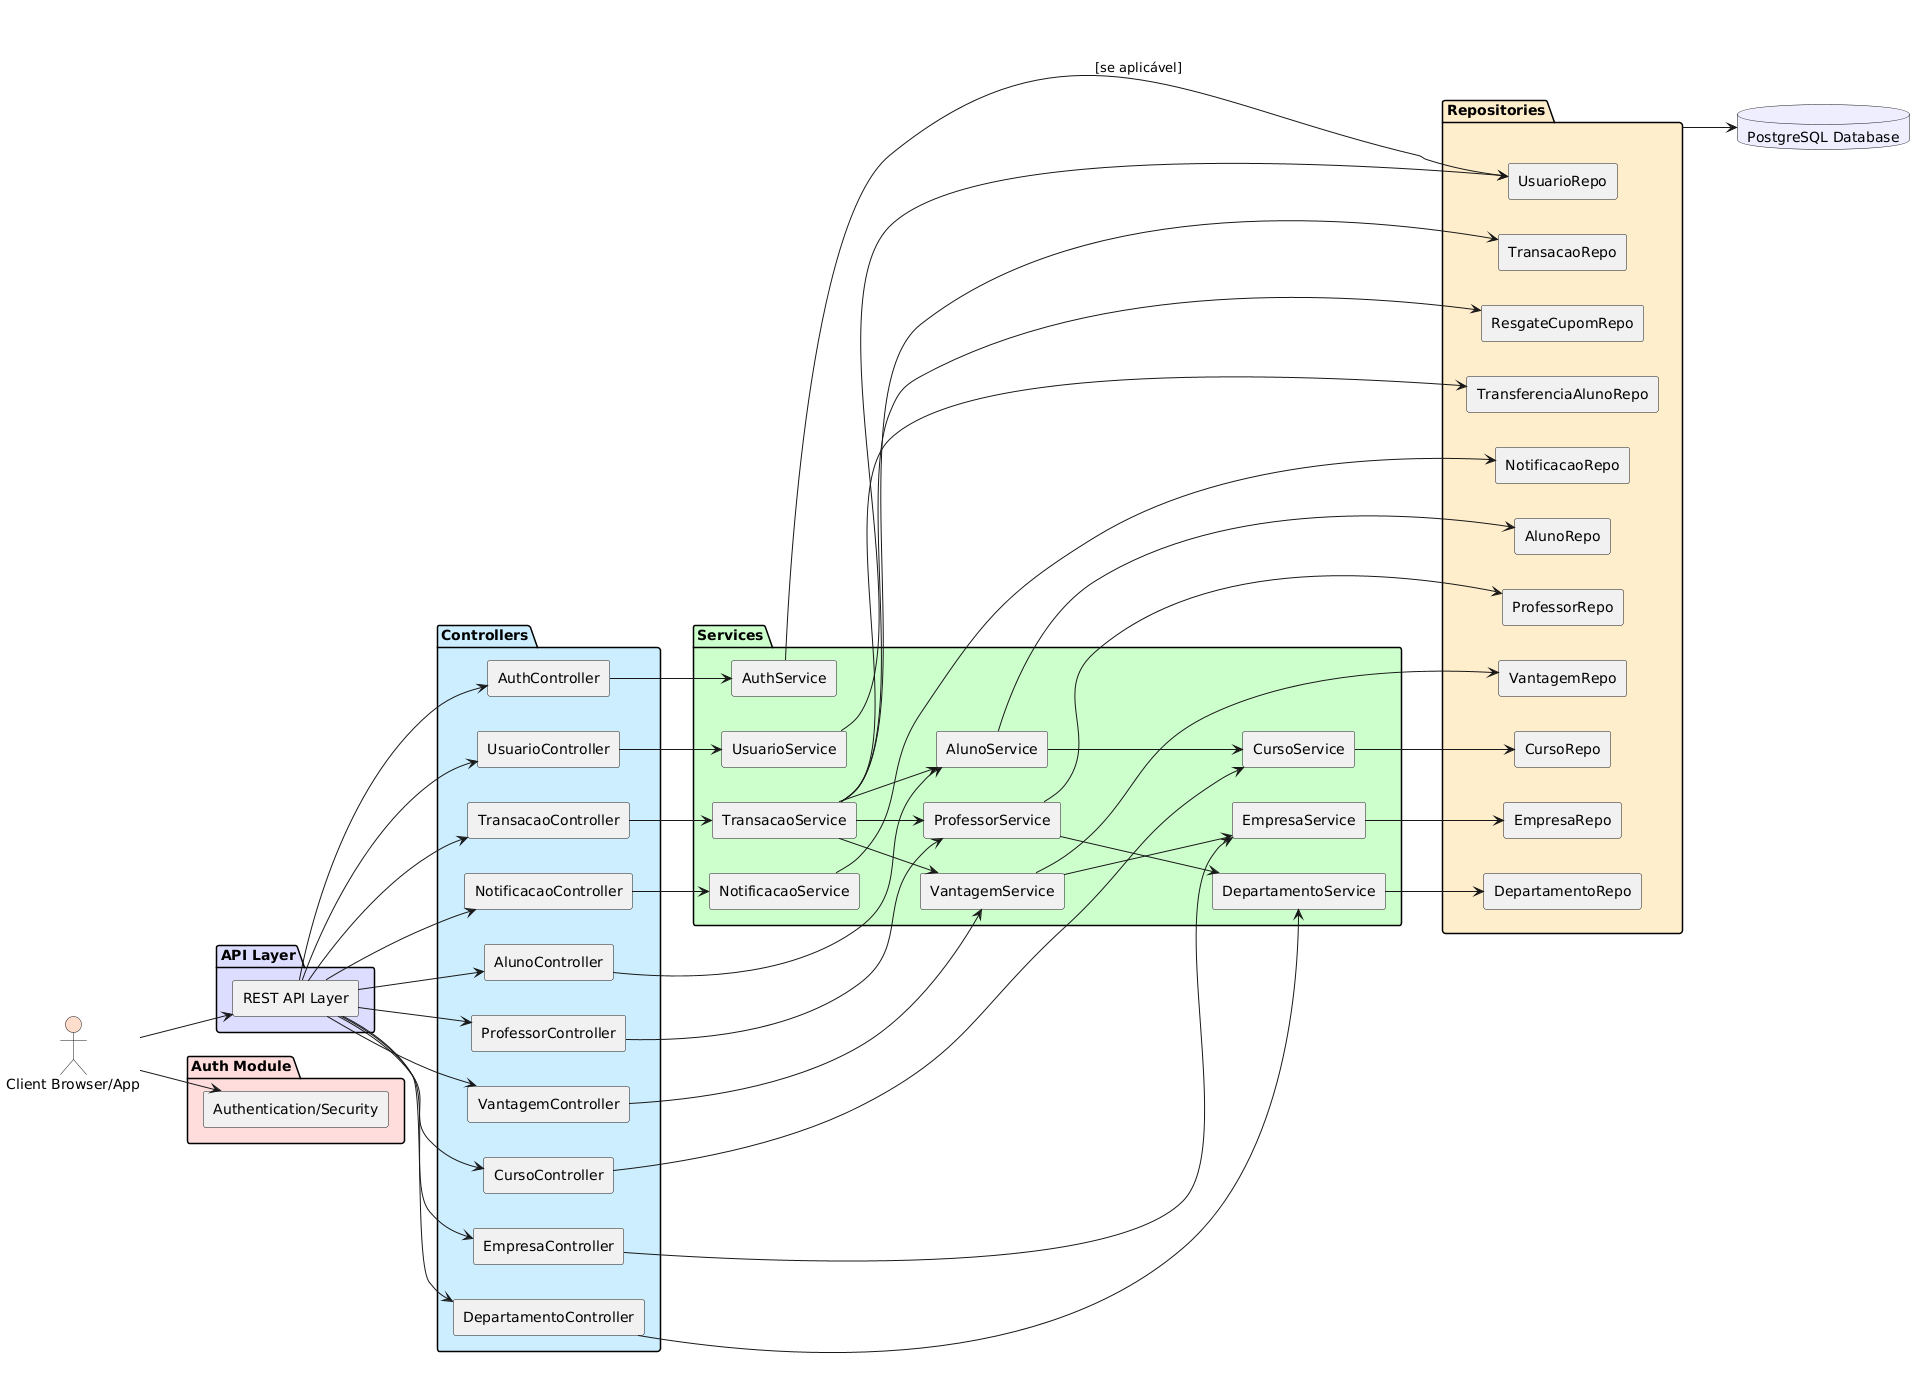 [se aplicável]
Repositories
PostgreSQL Database
UsuarioRepo
TransacaoRepo
ResgateCupomRepo
TransferenciaAlunoRepo
NotificacaoRepo
AlunoRepo
ProfessorRepo
VantagemRepo
CursoRepo
EmpresaRepo
DepartamentoRepo
Controllers
AuthController
UsuarioController
TransacaoController
NotificacaoController
AlunoController
ProfessorController
VantagemController
CursoController
EmpresaController
DepartamentoController
Services
AuthService
UsuarioService
TransacaoService
NotificacaoService
AlunoService
ProfessorService
VantagemService
CursoService
EmpresaService
DepartamentoService
API Layer
REST API Layer
Client Browser/App
Auth Module
Authentication/Security